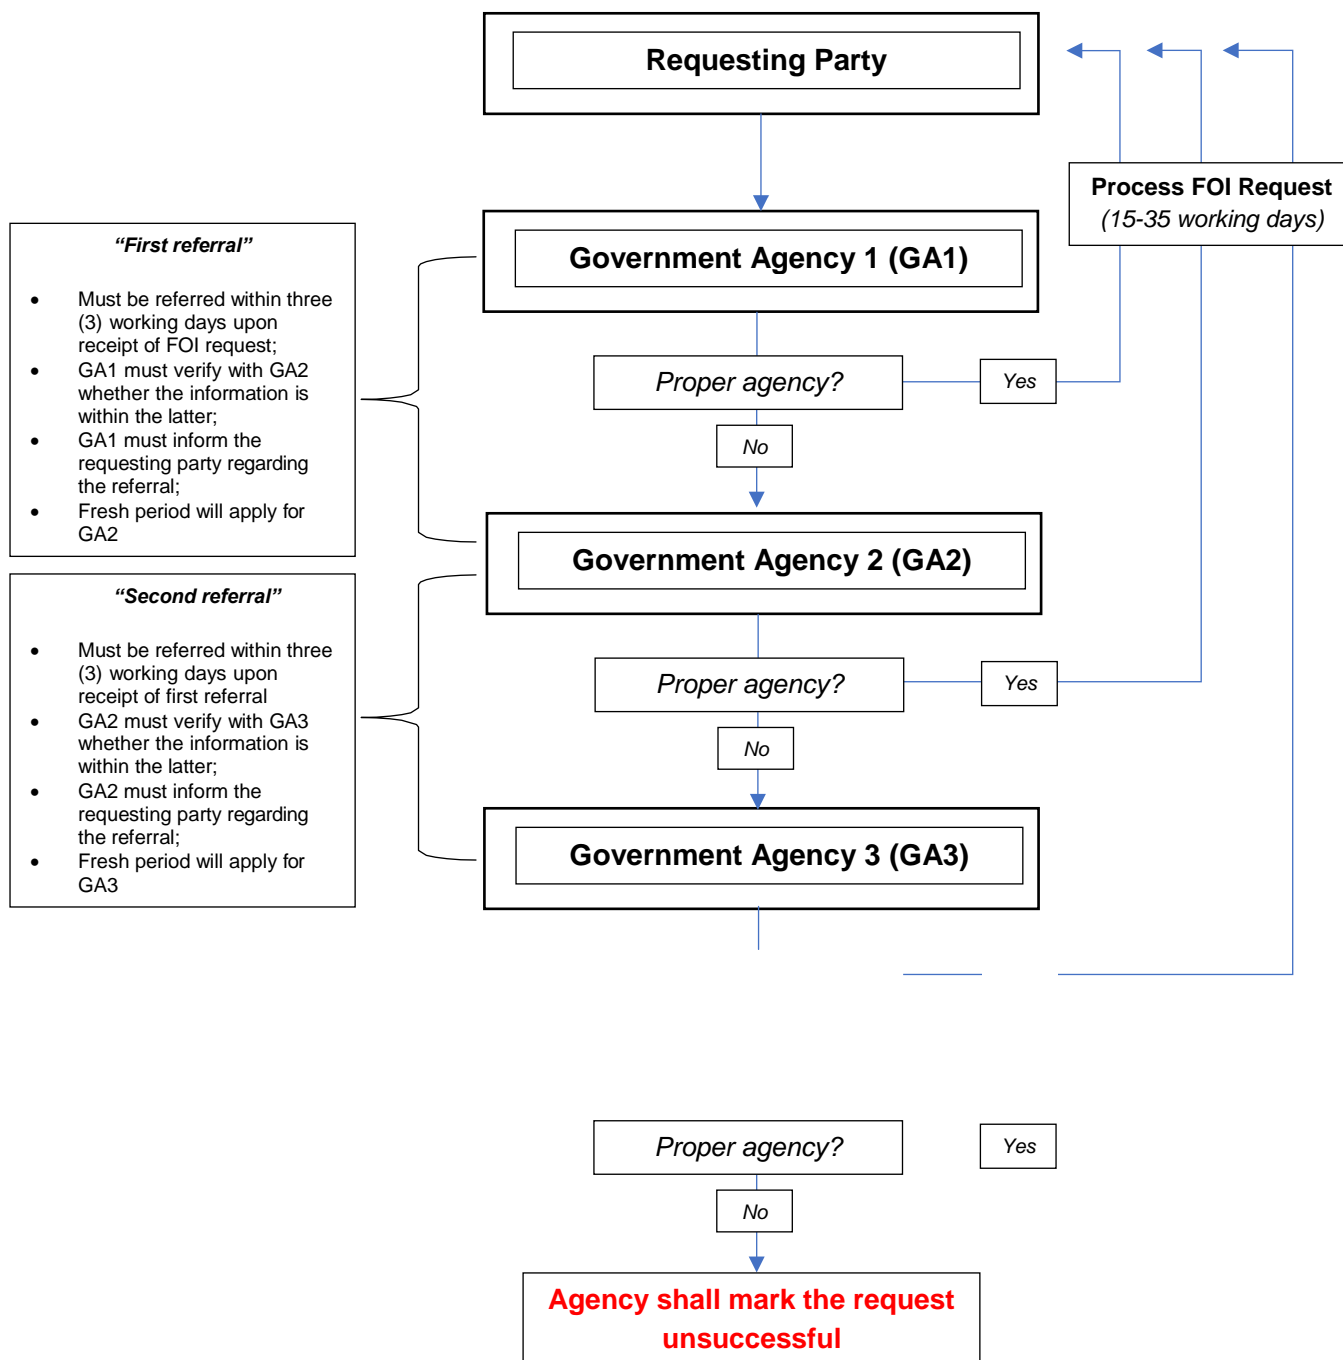 Requesting Party
Process FOI Request
(15-35 working days)
“First referral”
• Must be referred within three
(3) working days upon
receipt of FOI request;
• GA1 must verify with GA2
whether the information is
within the latter;
• GA1 must inform the
requesting party regarding
the referral;
• Fresh period will apply for
GA2
Government Agency 1 (GA1)
Proper agency?
Yes
No
Government Agency 2 (GA2)
“Second referral”
• Must be referred within three
(3) working days upon
receipt of first referral
• GA2 must verify with GA3
whether the information is
within the latter;
• GA2 must inform the
requesting party regarding
the referral;
• Fresh period will apply for
GA3
Proper agency?
Yes
No
Government Agency 3 (GA3)
Proper agency?
Yes
No
Agency shall mark the request
unsuccessful